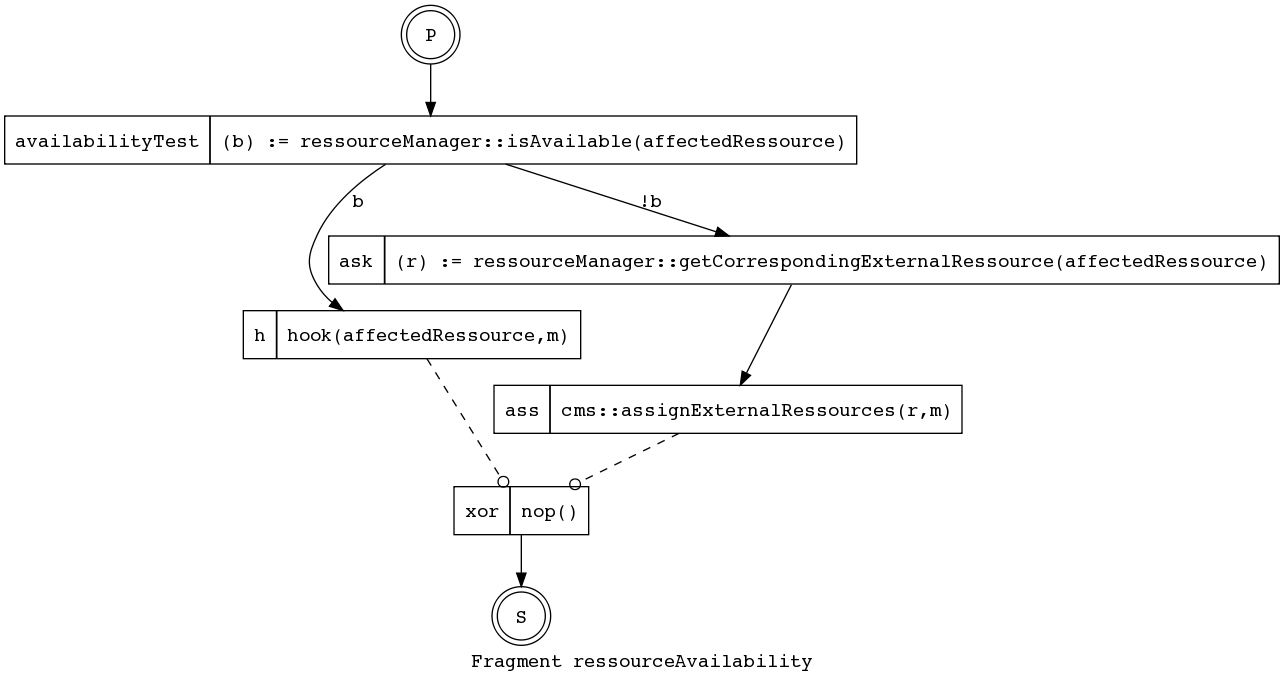 P
availabilityTest (b) := ressourceManager::isAvailable(affectedRessource)
b !b
ask (r) := ressourceManager::getCorrespondingExternalRessource(affectedRessource)
h hook(affectedRessource,m)
ass cms::assignExternalRessources(r,m)
xor nop()
S
Fragment ressourceAvailability